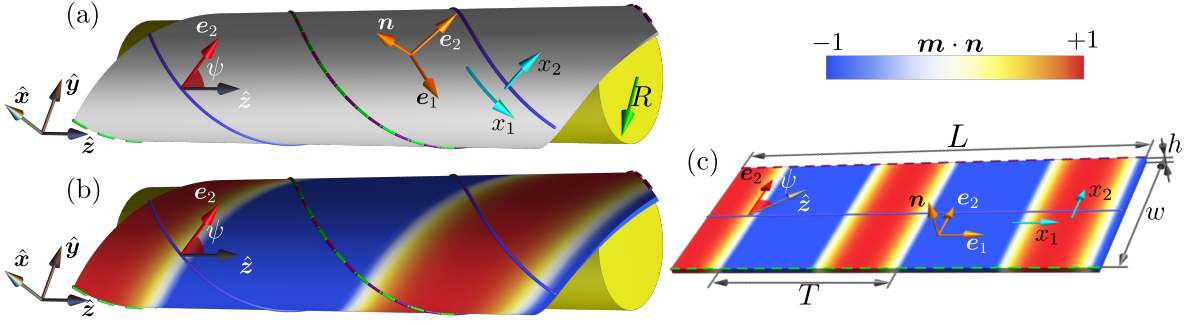 (a)
e₂
ψ
ẑ
x̂
ŷ
ẑ
n
e₂
e₁
x₂
x₁
R
−1
m · n
+1
(b)
e₂
ψ
ẑ
x̂
ŷ
ẑ
(c)
L
h
e₂
ψ
ẑ
n
e₂
e₁
x₂
x₁
w
T